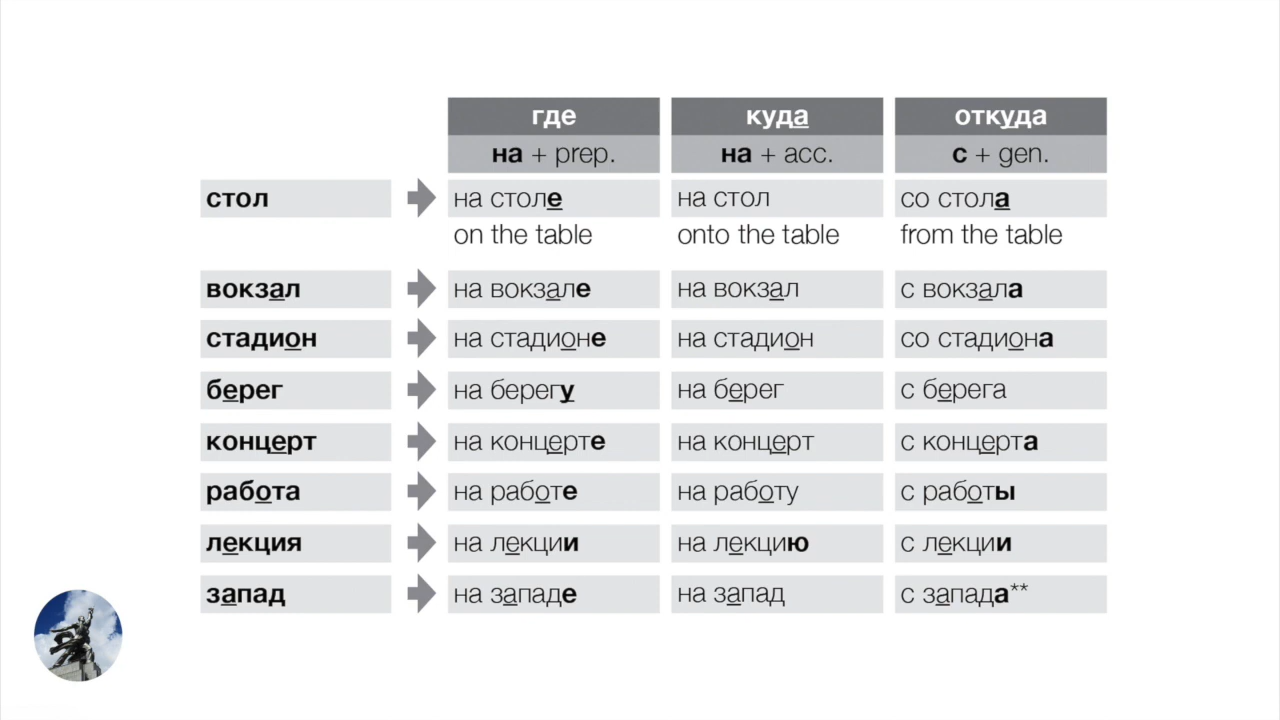 где куда откуда
на + prep. на + acc. с + gen.
стол на столе на стол со стола
on the table onto the table from the table
вокзал на вокзале на вокзал с вокзала
стадион на стадионе на стадион со стадиона
берег на берегу на берег с берега
концерт на концерте на концерт с концерта
работа на работе на работу с работы
лекция на лекции на лекцию с лекции
запад на западе на запад с запада**